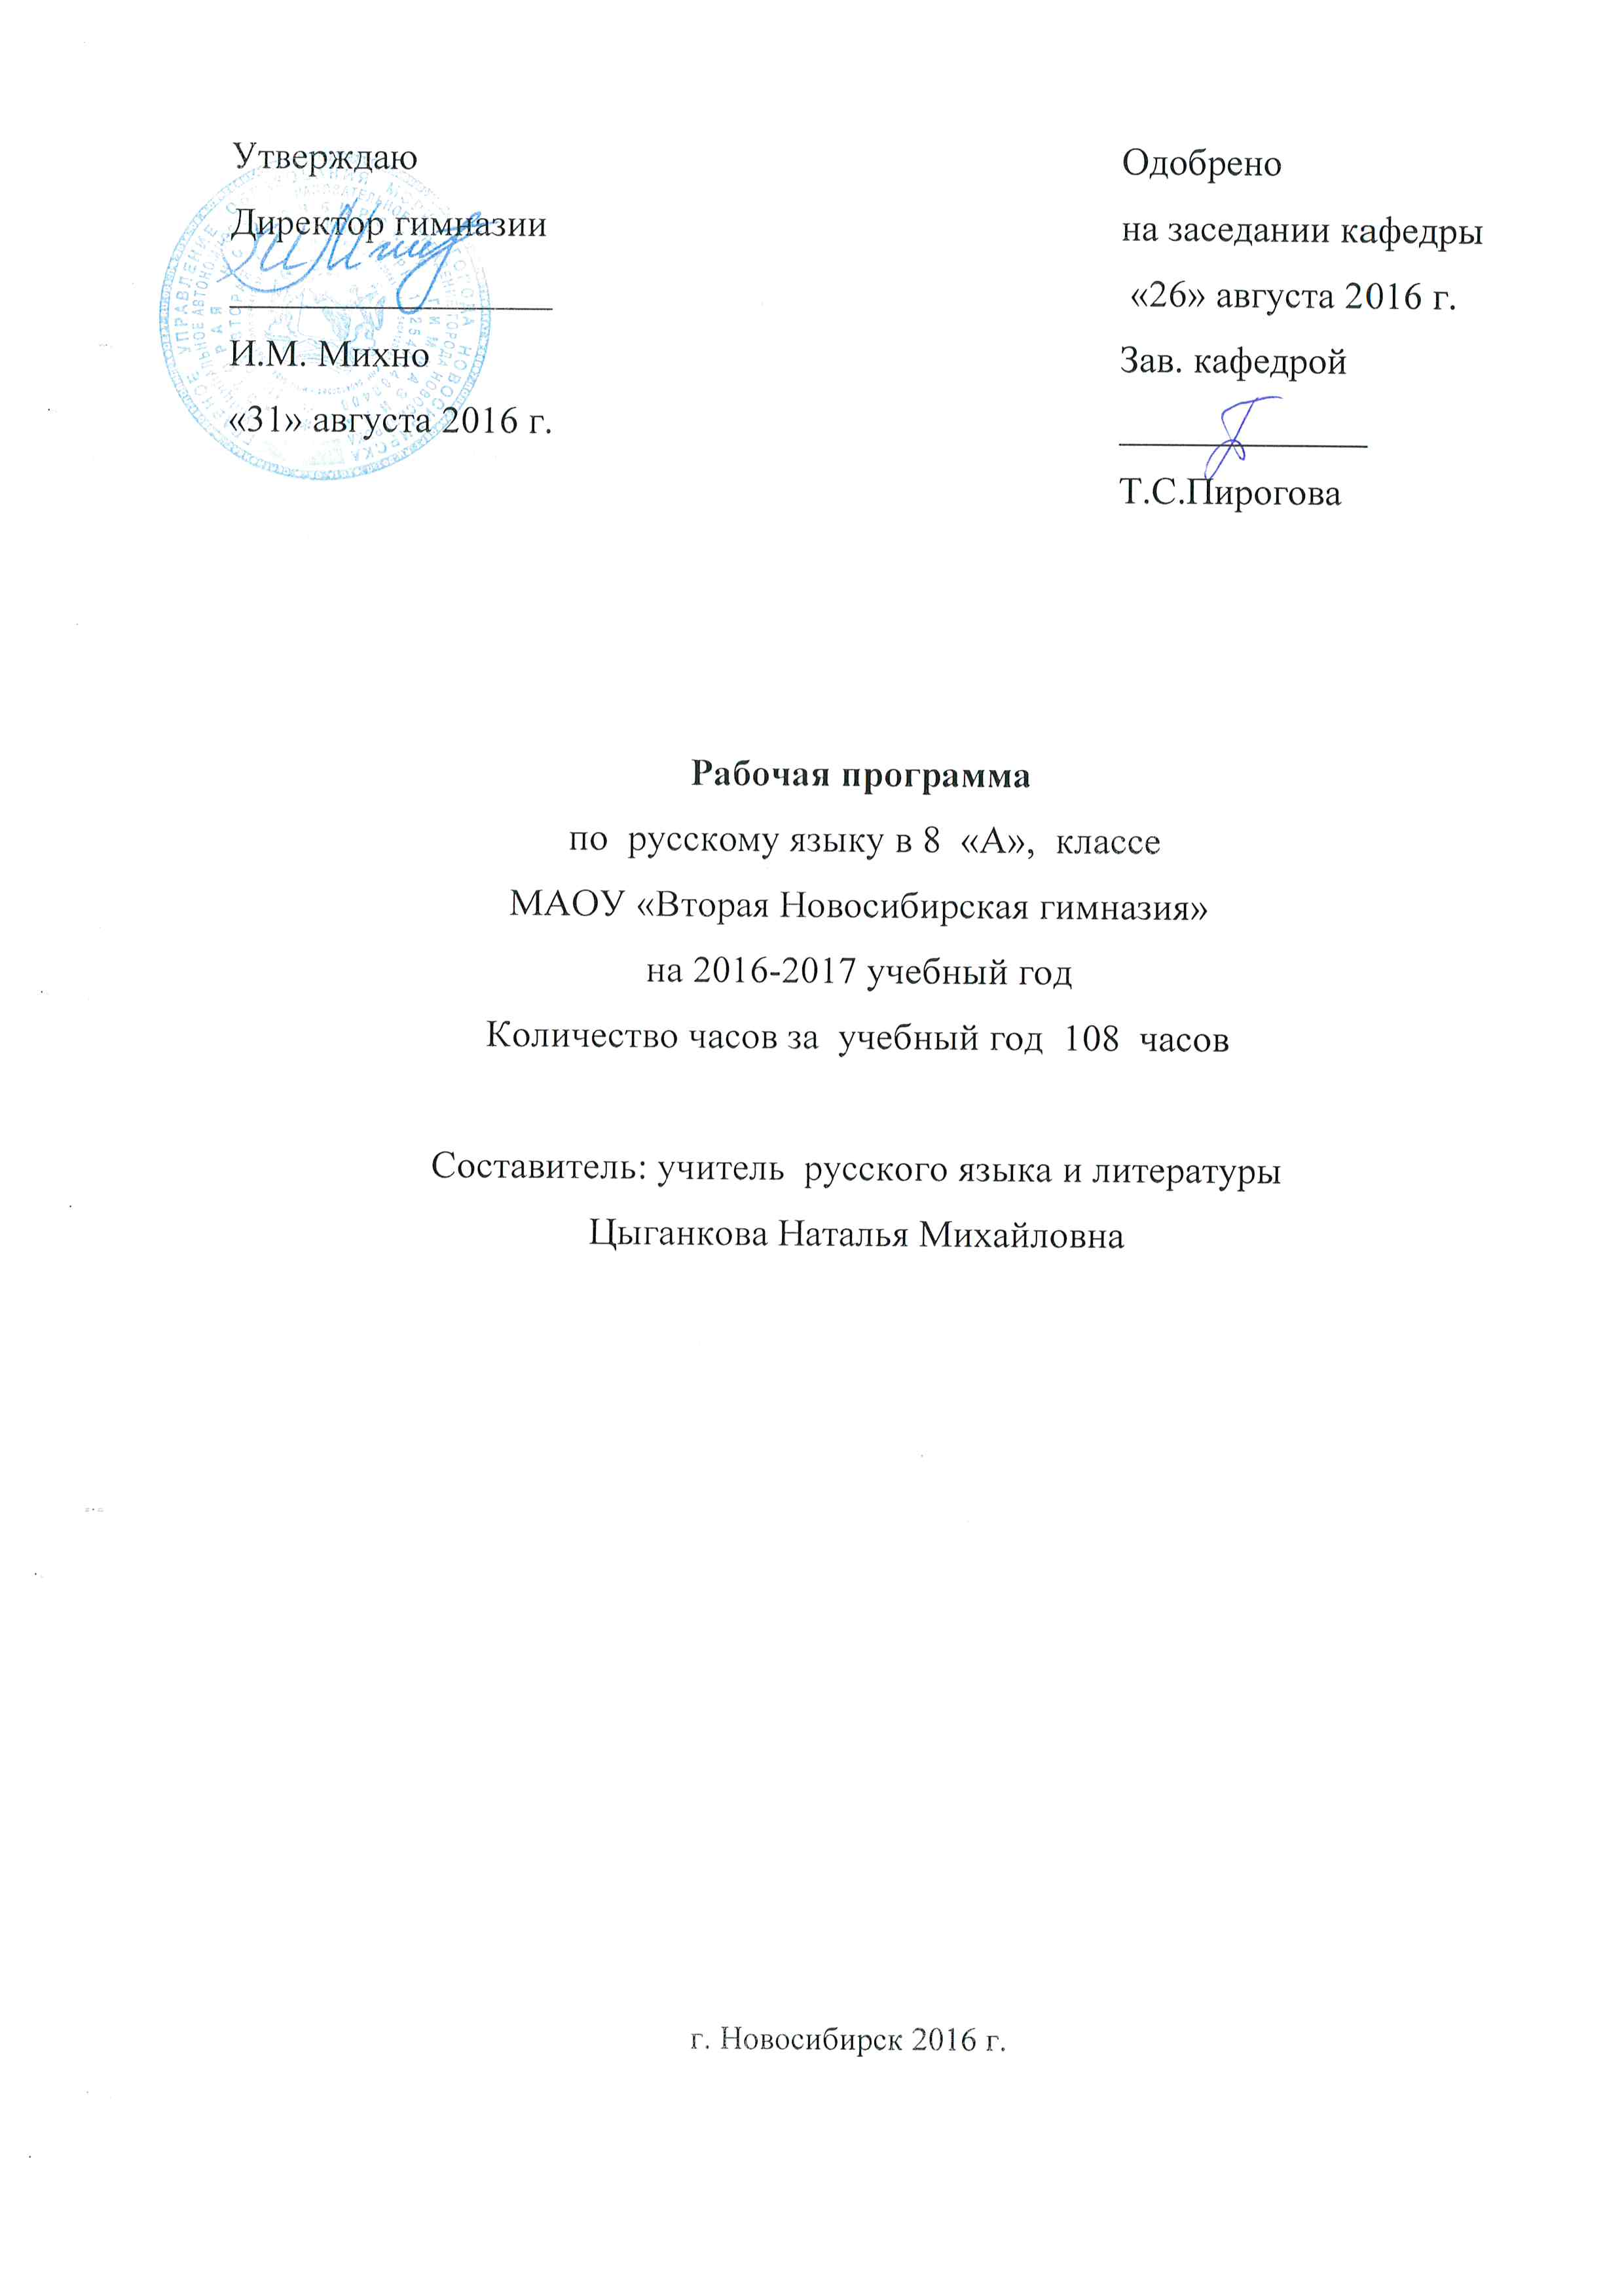 Утверждаю
Директор гимназии
И.М. Михно
«31» августа 2016 г.
Одобрено
на заседании кафедры
«26» августа 2016 г.
Зав. кафедрой
Т.С.Пирогова
Рабочая программа
по русскому языку в 8 «А», классе
МАОУ «Вторая Новосибирская гимназия»
на 2016-2017 учебный год
Количество часов за учебный год 108 часов
Составитель: учитель русского языка и литературы
Цыганкова Наталья Михайловна
г. Новосибирск 2016 г.